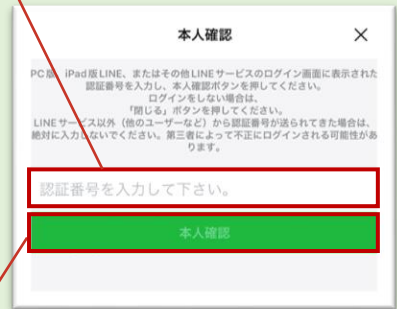 本人確認
PC版、iPad版LINE、またはその他LINEサービスのログイン画面に表示された
認証番号を入力し、本人確認ボタンを押してください。
ログインをしない場合は、
「閉じる」ボタンを押してください。
LINEサービス以外（他のユーザーなど）から認証番号が送られてきた場合は、
絶対に入力しないでください。第三者によって不正にログインされる可能性があ
ります。
認証番号を入力して下さい。
本人確認